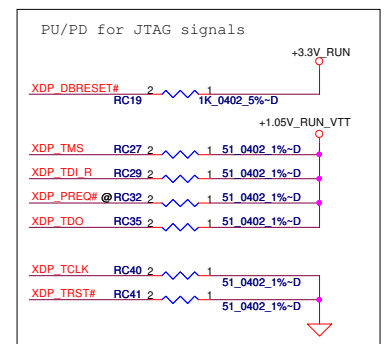 PU/PD for JTAG signals
+3.3V_RUN
XDP_DBRESET# 2 1
RC19 1K_0402_5%~D
+1.05V_RUN_VTT
XDP_TMS RC27 2 1 51_0402_1%~D
XDP_TDI_R RC29 2 1 51_0402_1%~D
XDP_PREQ# @RC32 2 1 51_0402_1%~D
XDP_TDO RC35 2 1 51_0402_1%~D
XDP_TCLK RC40 2 1
51_0402_1%~D
XDP_TRST# RC41 2 1
51_0402_1%~D